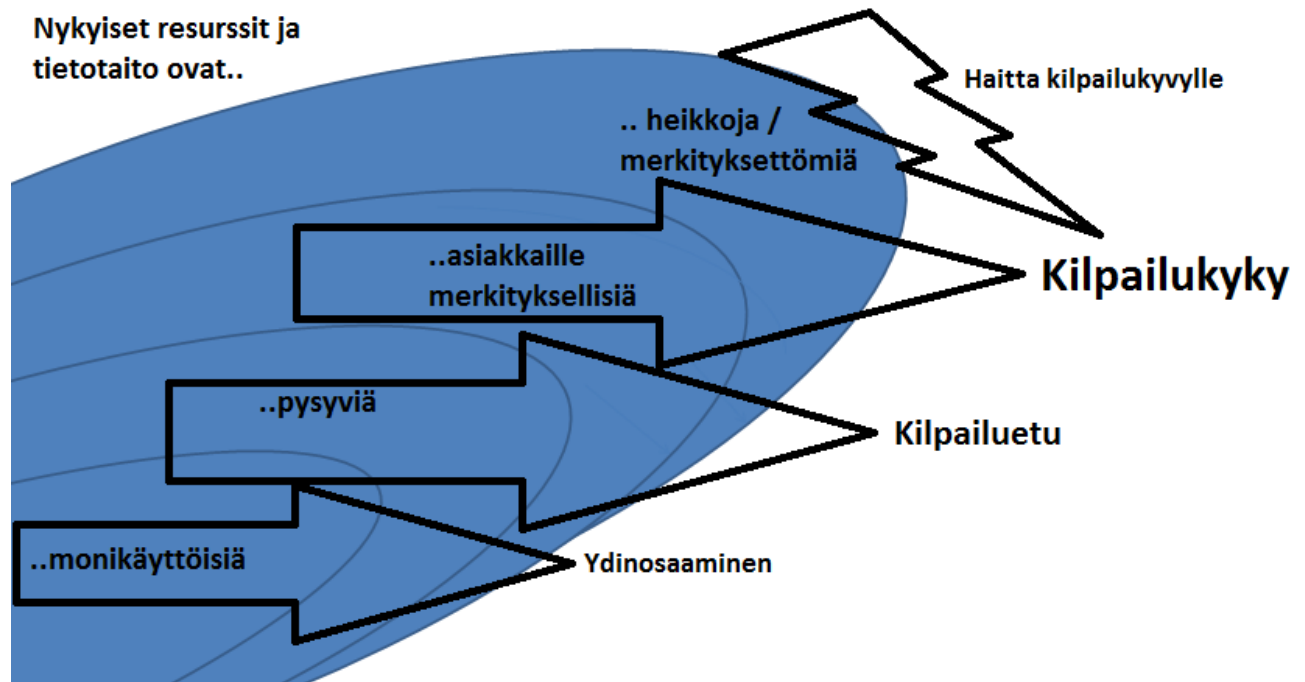 Nykyiset resurssit ja
tietotaito ovat..
Haitta kilpailukyvylle
.. heikkoja /
merkityksettömiä
..asiakkaille
merkityksellisiä
Kilpailukyky
..pysyviä
Kilpailuetu
..monikäyttöisiä
Ydinosaaminen